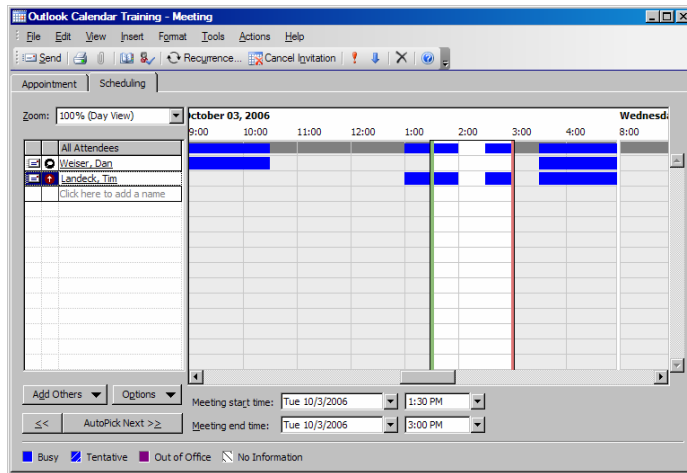 Outlook Calendar Training - Meeting
File Edit View Insert Format Tools Actions Help
Send Recurrence... Cancel Invitation
Appointment Scheduling
Zoom: 100% (Day View) October 03, 2006 Wednesda
9:00 10:00 11:00 12:00 1:00 2:00 3:00 4:00 8:00
All Attendees
Weiser, Dan
Landeck, Tim
Click here to add a name
Add Others Options Meeting start time: Tue 10/3/2006 1:30 PM
<< AutoPick Next >> Meeting end time: Tue 10/3/2006 3:00 PM
Busy Tentative Out of Office No Information